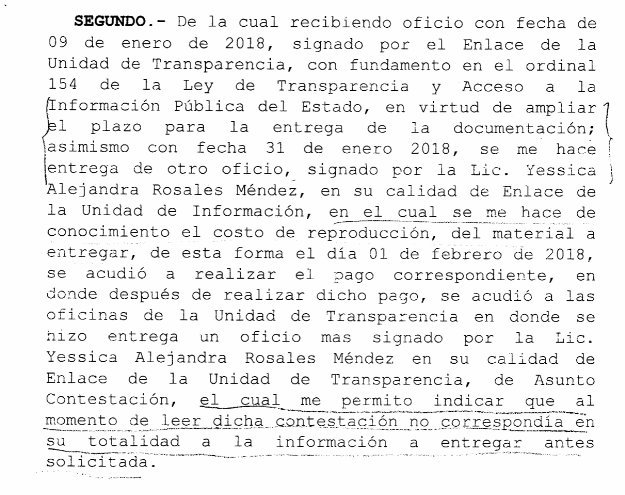 SEGUNDO.- De la cual recibiendo oficio con fecha de
09 de enero de 2018, signado por el Enlace de la
Unidad de Transparencia, con fundamento en el ordinal
154 de la Ley de Transparencia y Acceso a la
Información Pública del Estado, en virtud de ampliar
el plazo para la entrega de la documentación;
asimismo con fecha 31 de enero 2018, se me hace
entrega de otro oficio, signado por la Lic. Yessica
Alejandra Rosales Méndez, en su calidad de Enlace de
la Unidad de Información, en el cual se me hace de
conocimiento el costo de reproducción, del material a
entregar, de esta forma el día 01 de febrero de 2018,
se acudió a realizar el pago correspondiente, en
donde después de realizar dicho pago, se acudió a las
oficinas de la Unidad de Transparencia en donde se
hizo entrega un oficio mas signado por la Lic.
Yessica Alejandra Rosales Méndez en su calidad de
Enlace de la Unidad de Transparencia, de Asunto
Contestación, el cual me permito indicar que al
momento de leer dicha contestación no correspondía en
su totalidad a la información a entregar antes
solicitada.